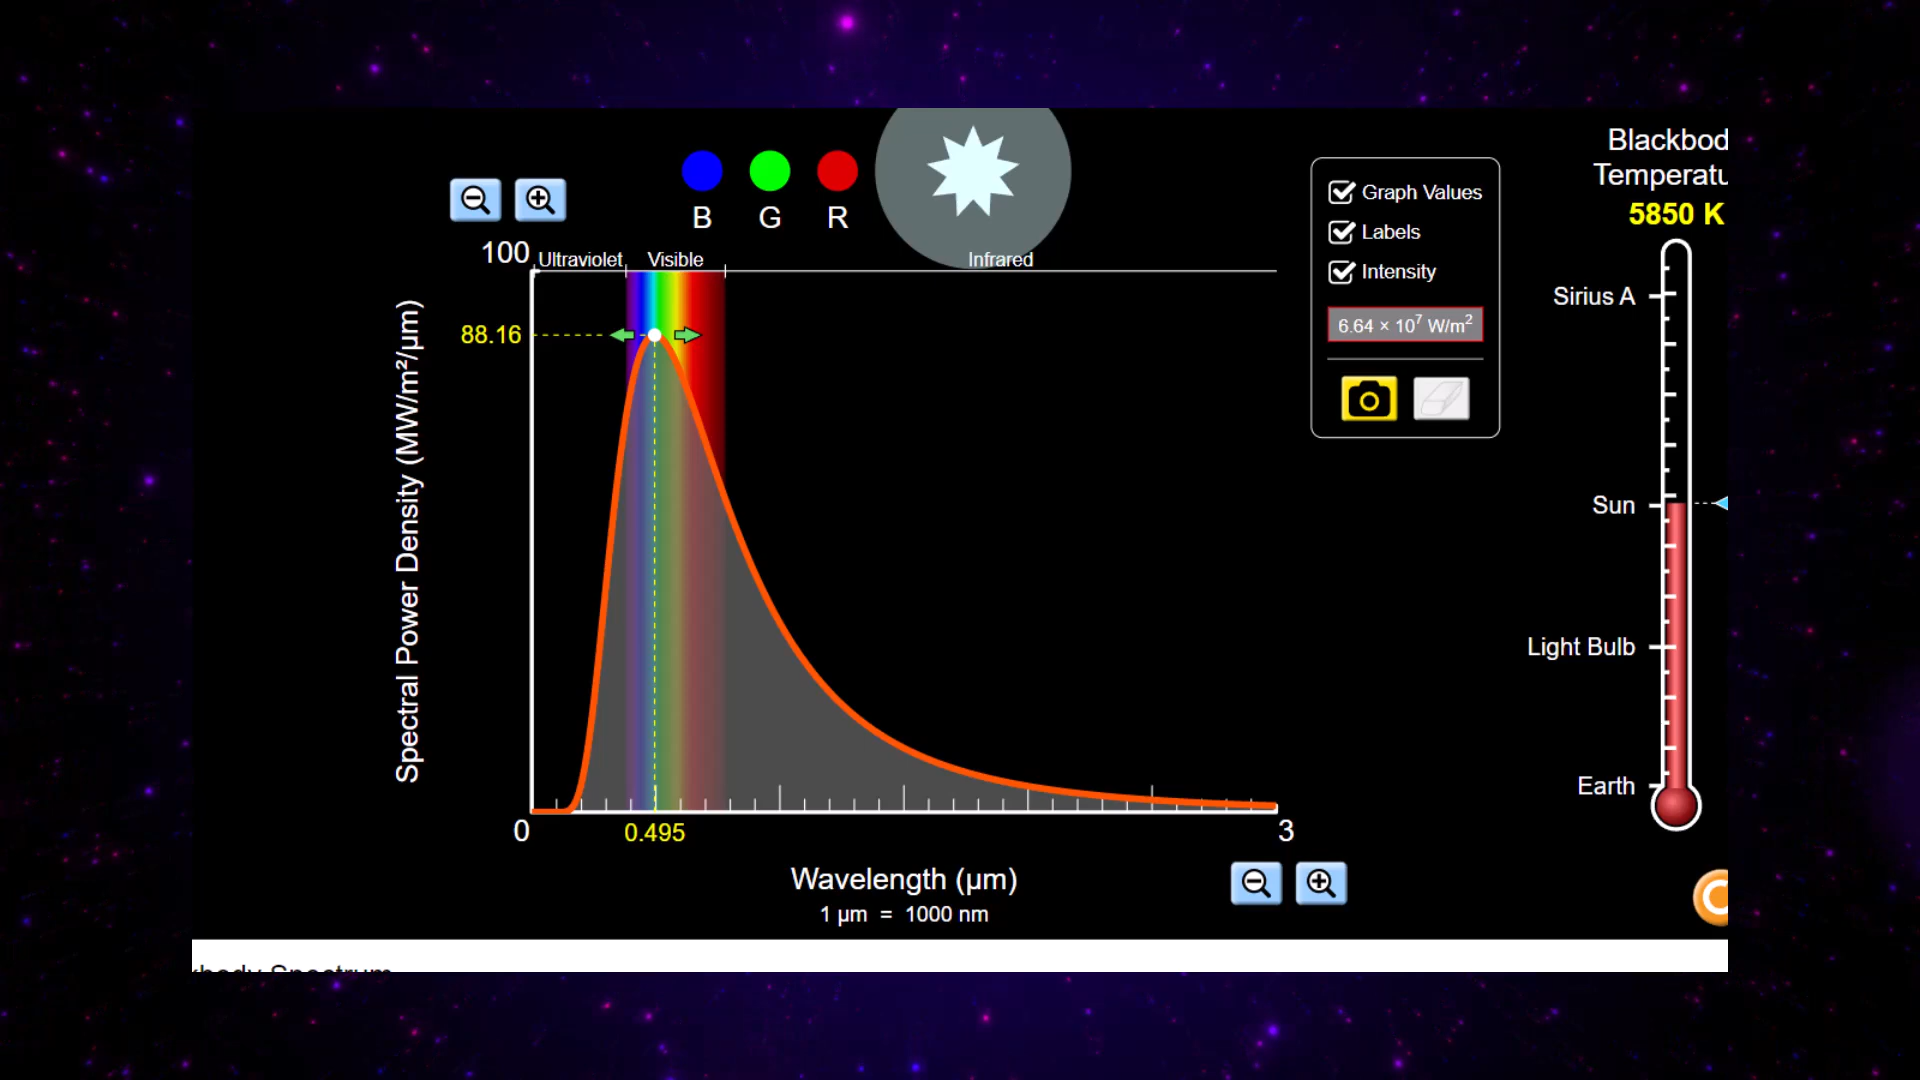 Blackbod
Temperatu
5850 K
B G R
Graph Values
Labels
Intensity
6.64 × 10⁷ W/m²
100
Ultraviolet Visible Infrared
88.16
Spectral Power Density (MW/m²/µm)
Sirius A
Sun
Light Bulb
Earth
0 0.495 3
Wavelength (µm)
1 µm = 1000 nm
kbody Spectrum